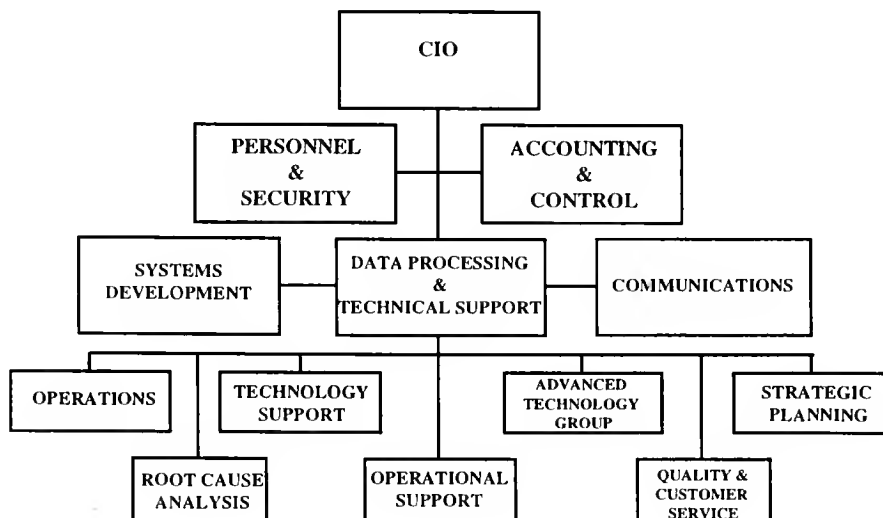 CIO
PERSONNEL
&
SECURITY
ACCOUNTING
&
CONTROL
SYSTEMS
DEVELOPMENT
DATA PROCESSING
&
TECHNICAL SUPPORT
COMMUNICATIONS
OPERATIONS
TECHNOLOGY
SUPPORT
ADVANCED
TECHNOLOGY
GROUP
STRATEGIC
PLANNING
ROOT CAUSE
ANALYSIS
OPERATIONAL
SUPPORT
QUALITY &
CUSTOMER
SERVICE